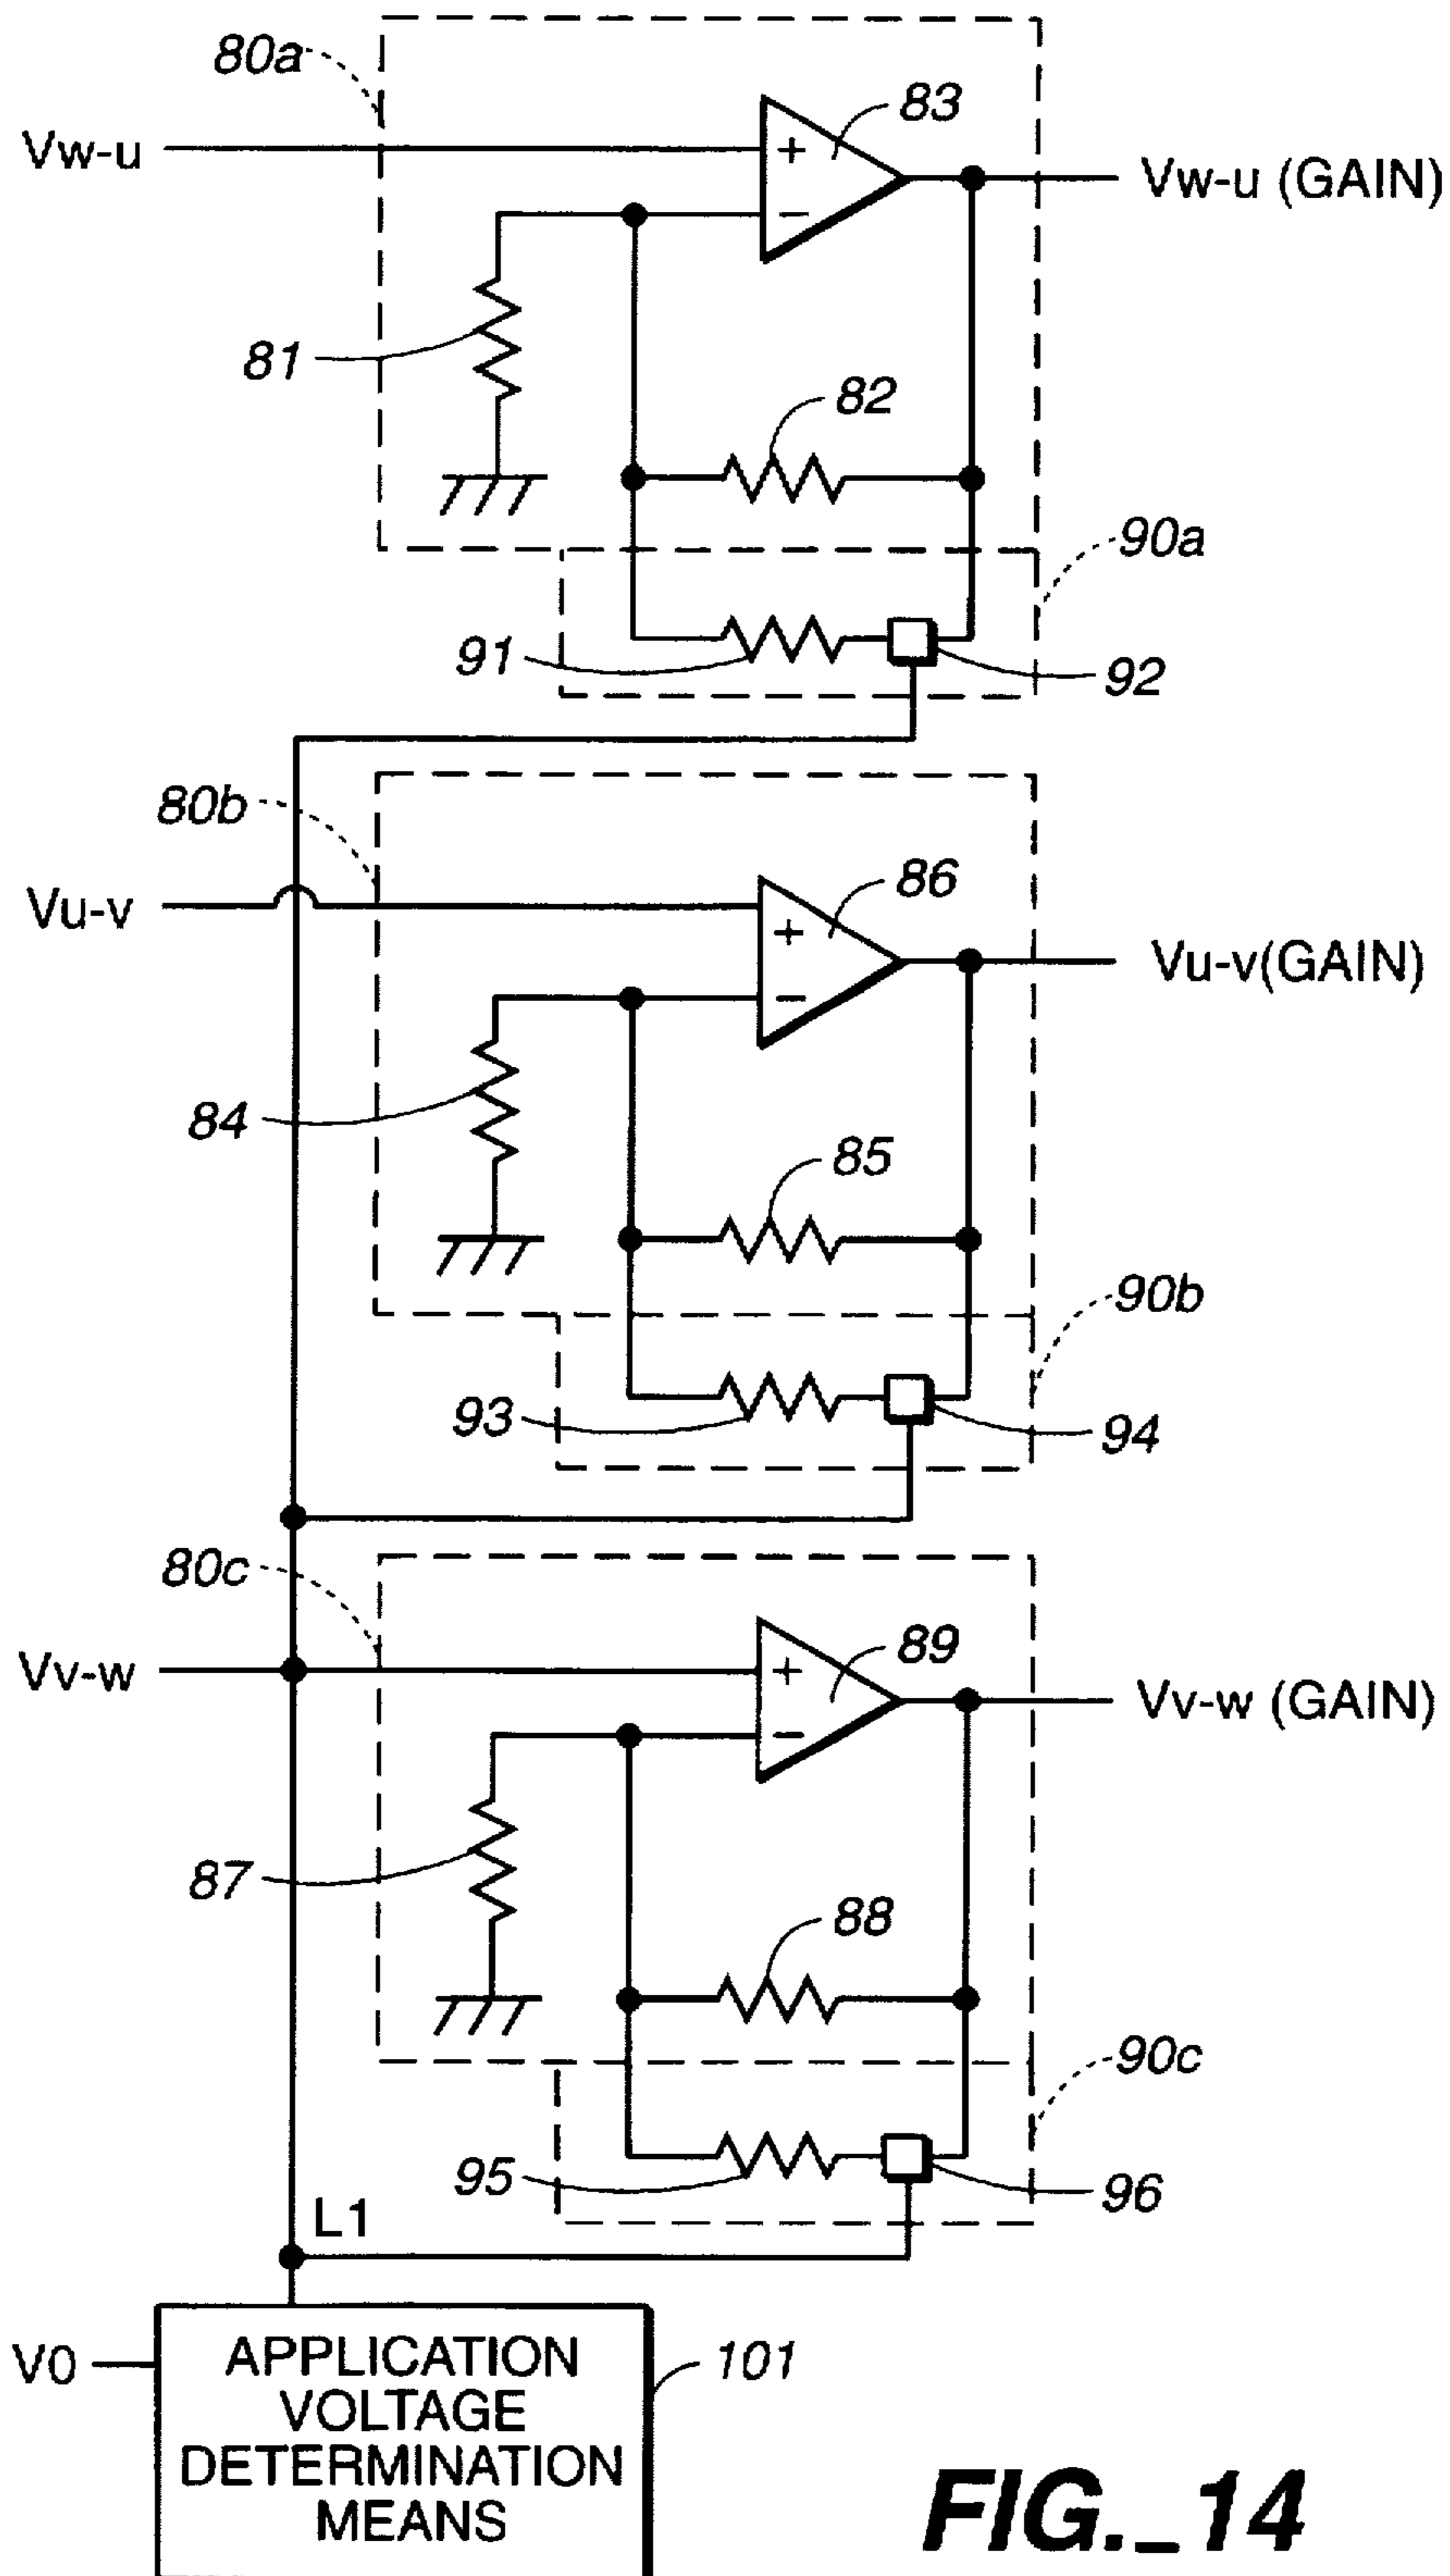 80a
83
Vw-u
+
Vw-u (GAIN)
−
81
82
90a
91
92
80b
86
Vu-v
+
Vu-v(GAIN)
−
84
85
90b
93
94
80c
89
Vv-w
+
Vv-w (GAIN)
−
87
88
90c
95
96
L1
V0
APPLICATION
VOLTAGE
DETERMINATION
MEANS
101
FIG._14